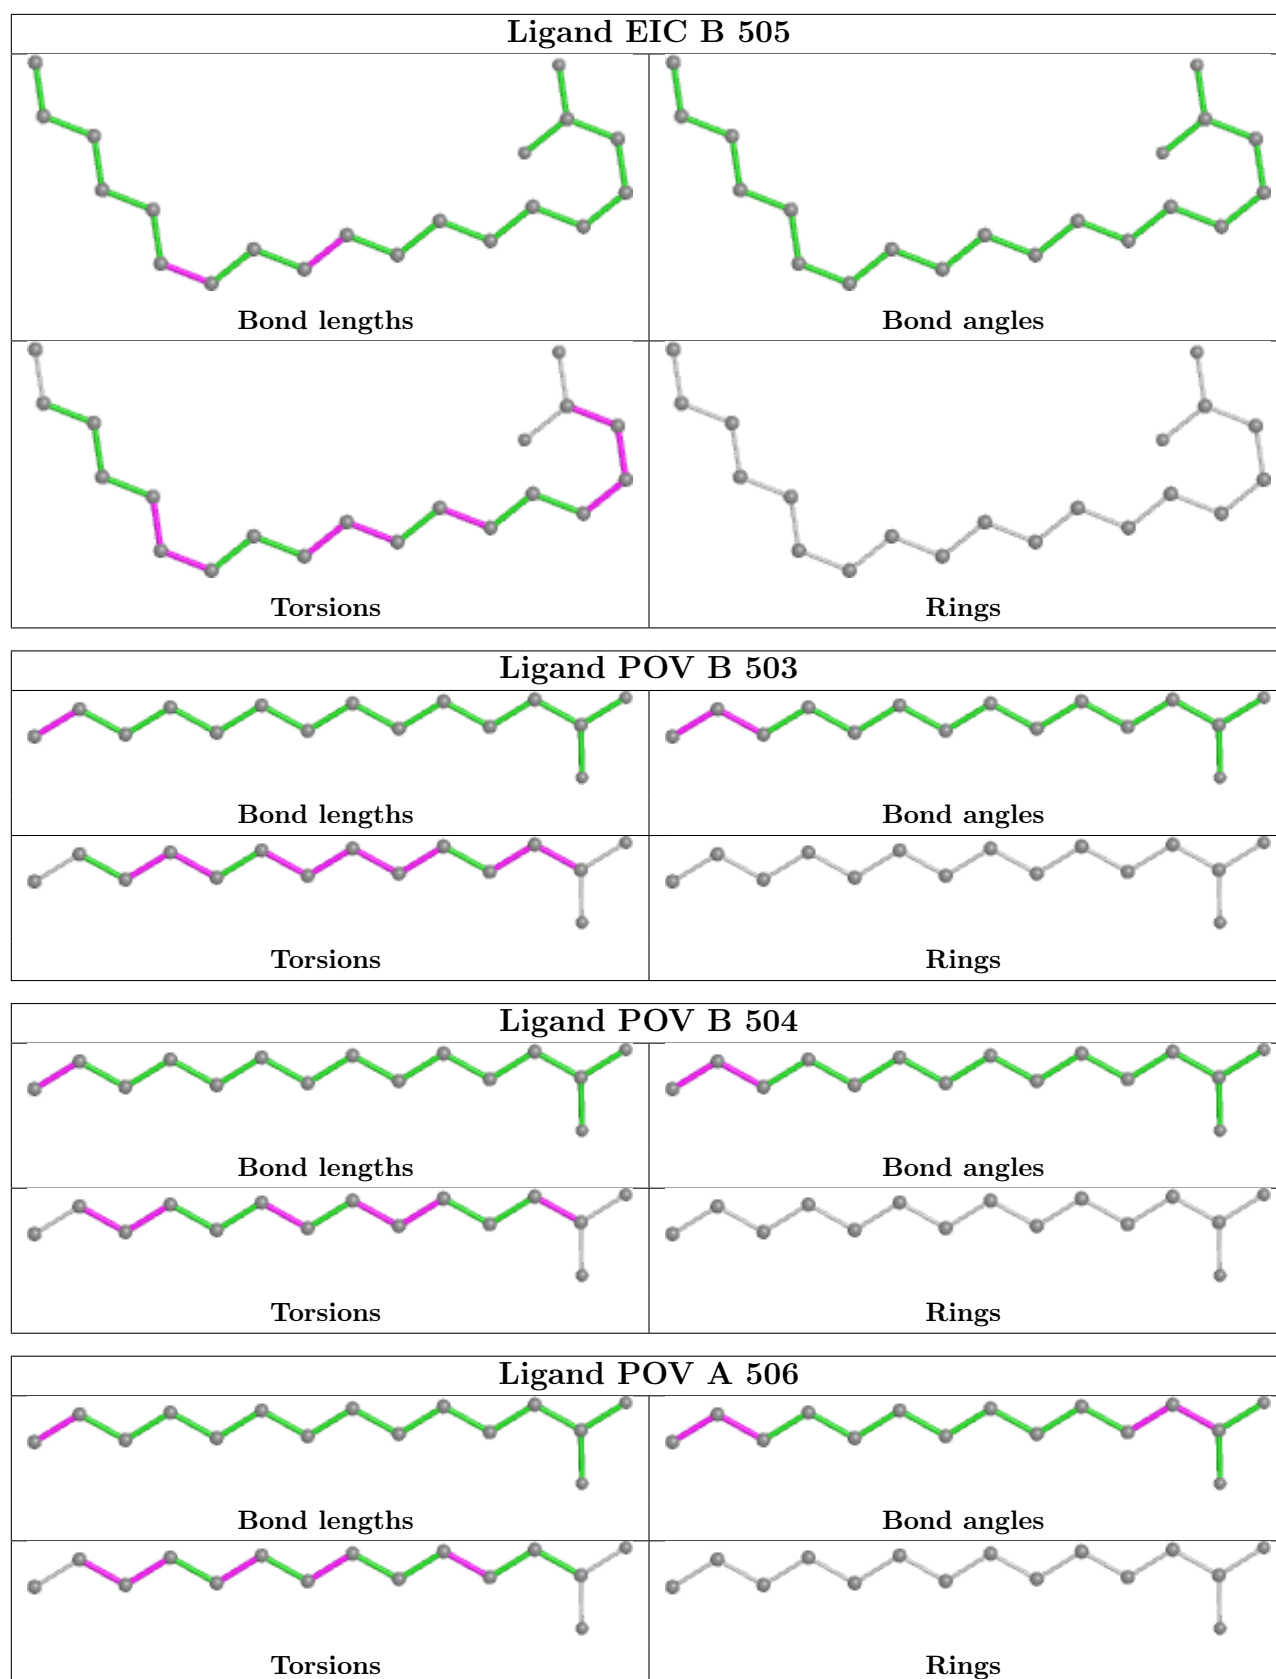 Ligand EIC B 505
Bond lengths
Bond angles
Torsions
Rings
Ligand POV B 503
Bond lengths
Bond angles
Torsions
Rings
Ligand POV B 504
Bond lengths
Bond angles
Torsions
Rings
Ligand POV A 506
Bond lengths
Bond angles
Torsions
Rings